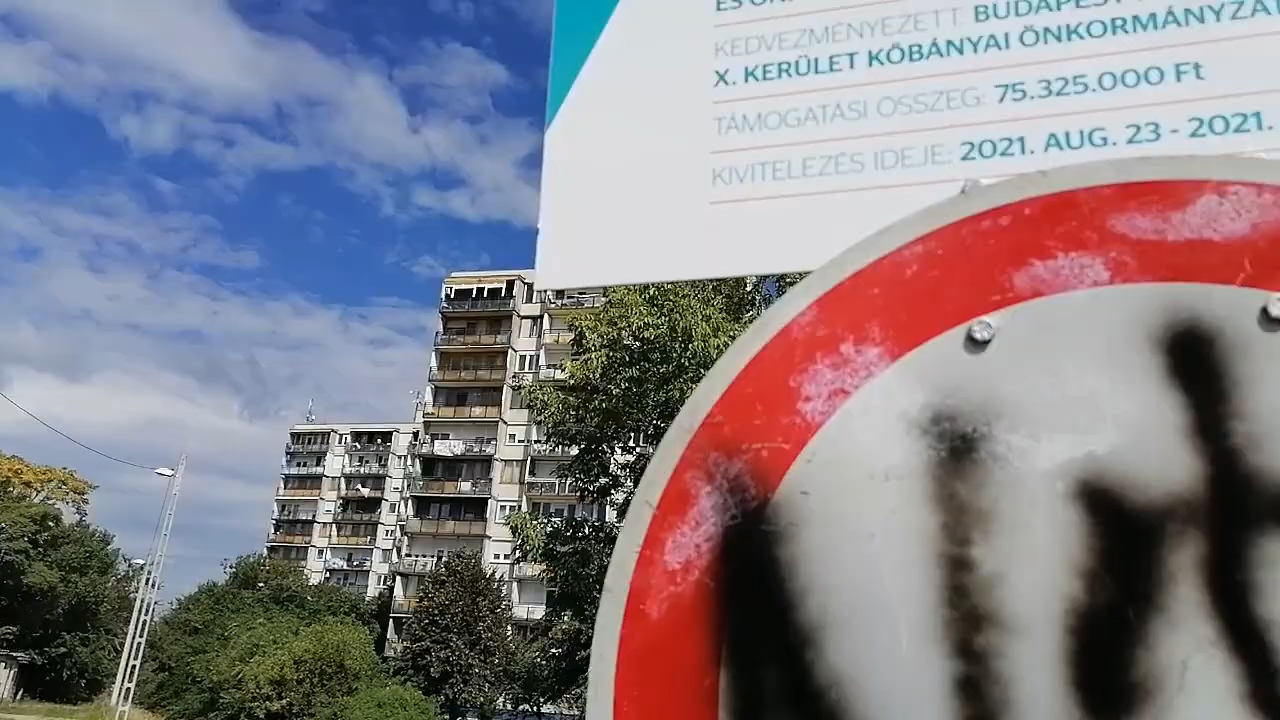 KEDVEZMÉNYEZETT: BUDAPEST
X. KERÜLET KŐBÁNYAI ÖNKORMÁNYZAT
TÁMOGATÁSI ÖSSZEG: 75.325.000 Ft
KIVITELEZÉS IDEJE: 2021. AUG. 23 - 2021.